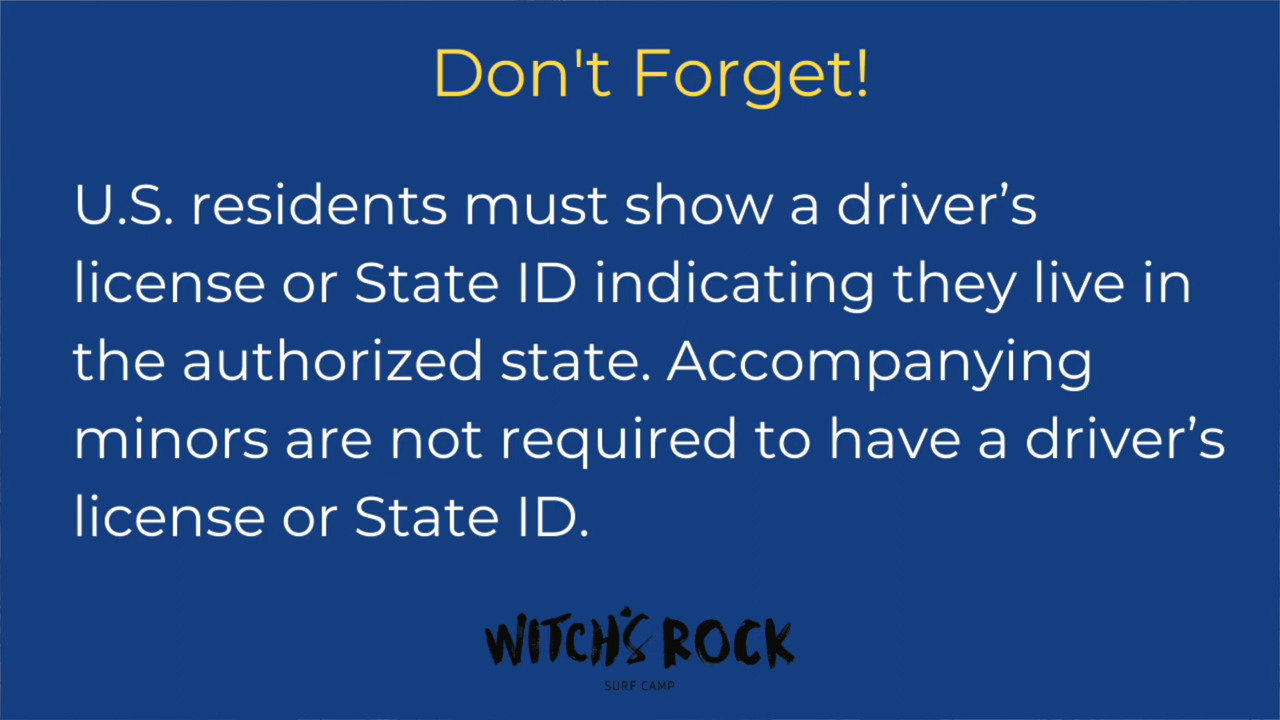 Don't Forget!
U.S. residents must show a driver’s
license or State ID indicating they live in
the authorized state. Accompanying
minors are not required to have a driver’s
license or State ID.
WITCH'S ROCK
SURF CAMP